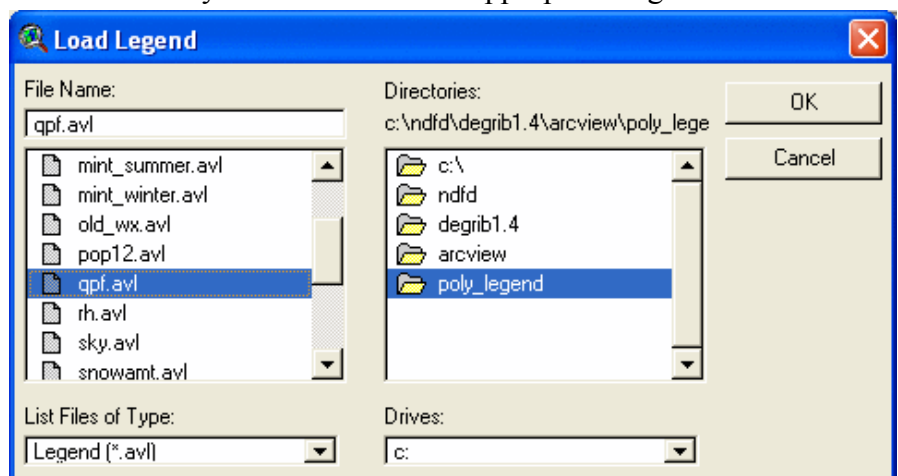 Load Legend
File Name:
qpf.avl
mint_summer.avl
mint_winter.avl
old_wx.avl
pop12.avl
qpf.avl
rh.avl
sky.avl
snowamt.avl
List Files of Type:
Legend (*.avl)
Directories:
c:\ndfd\degrib1.4\arcview\poly_lege
c:\
ndfd
degrib1.4
arcview
poly_legend
Drives:
c:
OK
Cancel